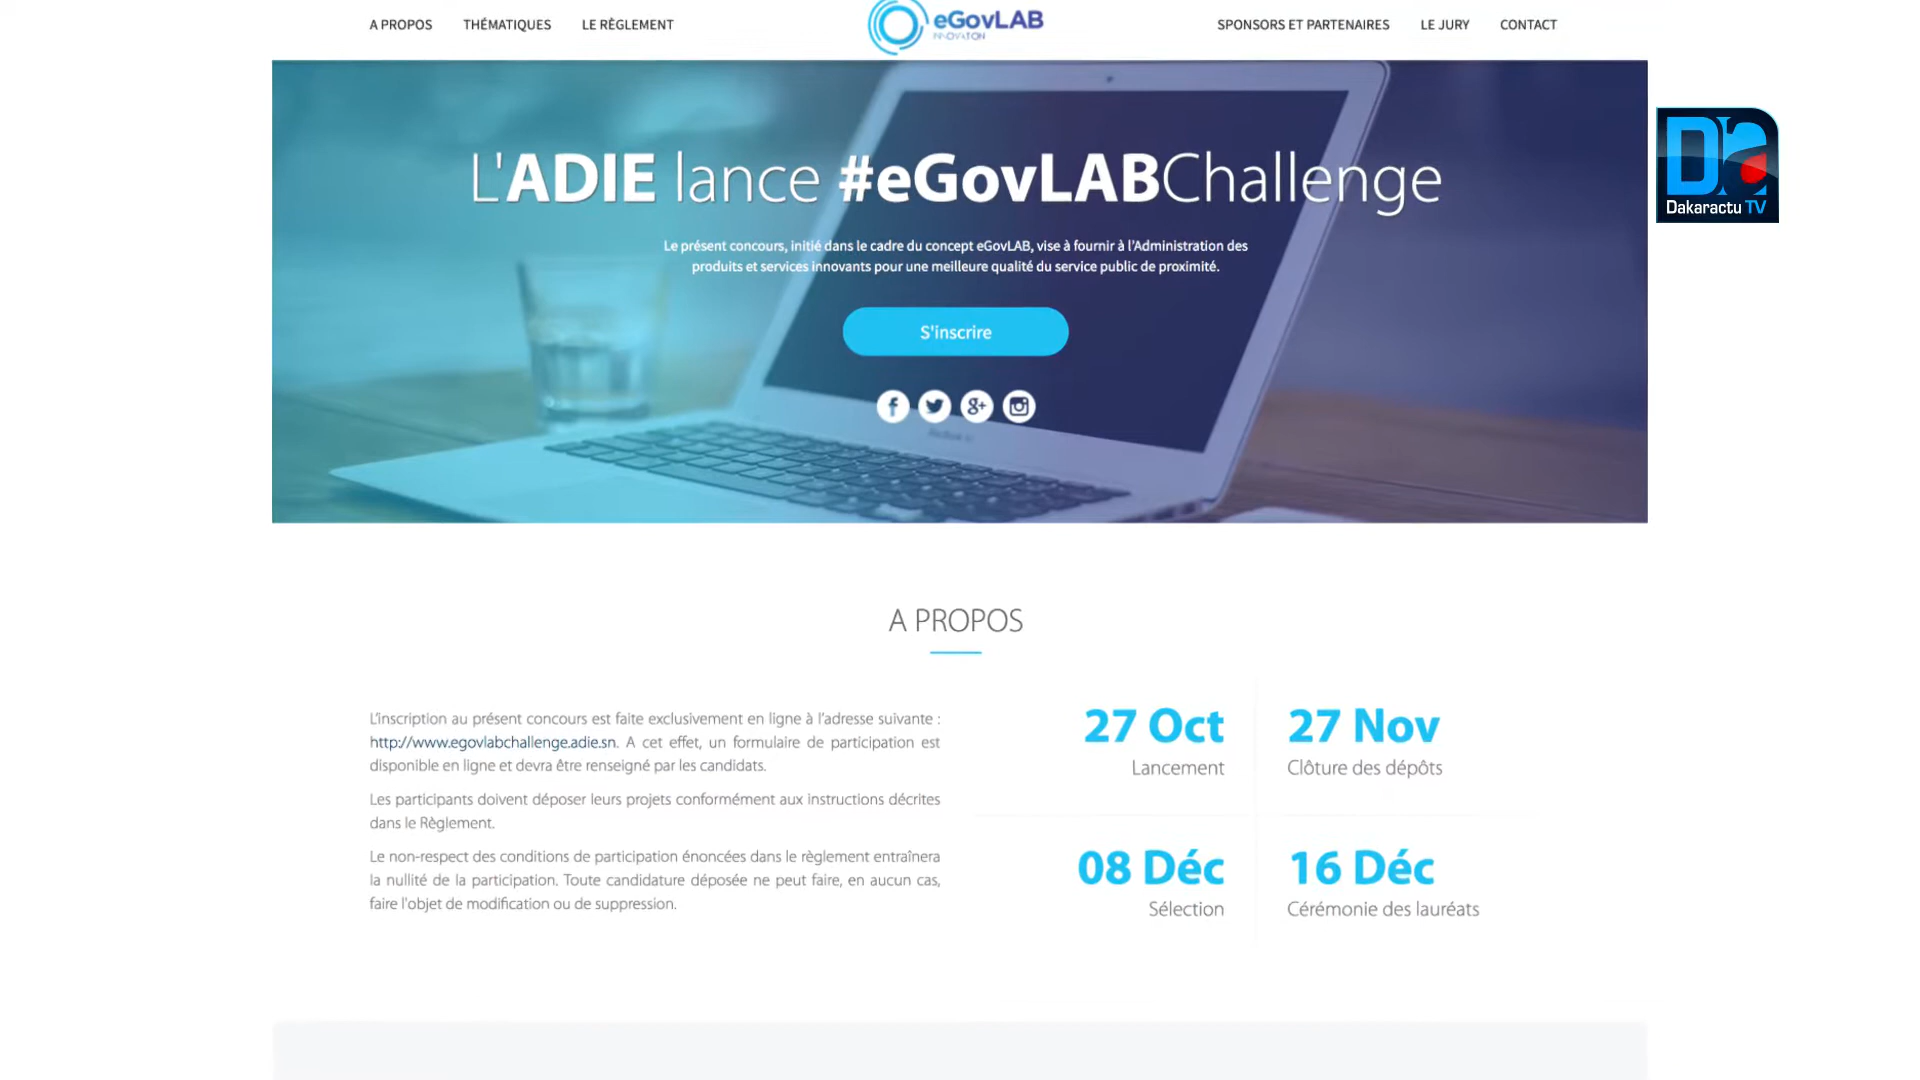 A PROPOS
THÉMATIQUES
LE RÈGLEMENT
eGovLAB
INNOVATION
SPONSORS ET PARTENAIRES
LE JURY
CONTACT
L'ADIE lance #eGovLABChallenge
Le présent concours, initié dans le cadre du concept eGovLAB, vise à fournir à l'Administration des
produits et services innovants pour une meilleure qualité du service public de proximité.
S'inscrire
Da
Dakaractu TV
A PROPOS
L'inscription au présent concours est faite exclusivement en ligne à l'adresse suivante :
http://www.egovlabchallenge.adie.sn. A cet effet, un formulaire de participation est
disponible en ligne et devra être renseigné par les candidats.
Les participants doivent déposer leurs projets conformément aux instructions décrites
dans le Règlement.
Le non-respect des conditions de participation énoncées dans le règlement entraînera
la nullité de la participation. Toute candidature déposée ne peut faire, en aucun cas,
faire l'objet de modification ou de suppression.
27 Oct
Lancement
27 Nov
Clôture des dépôts
08 Déc
Sélection
16 Déc
Cérémonie des lauréats